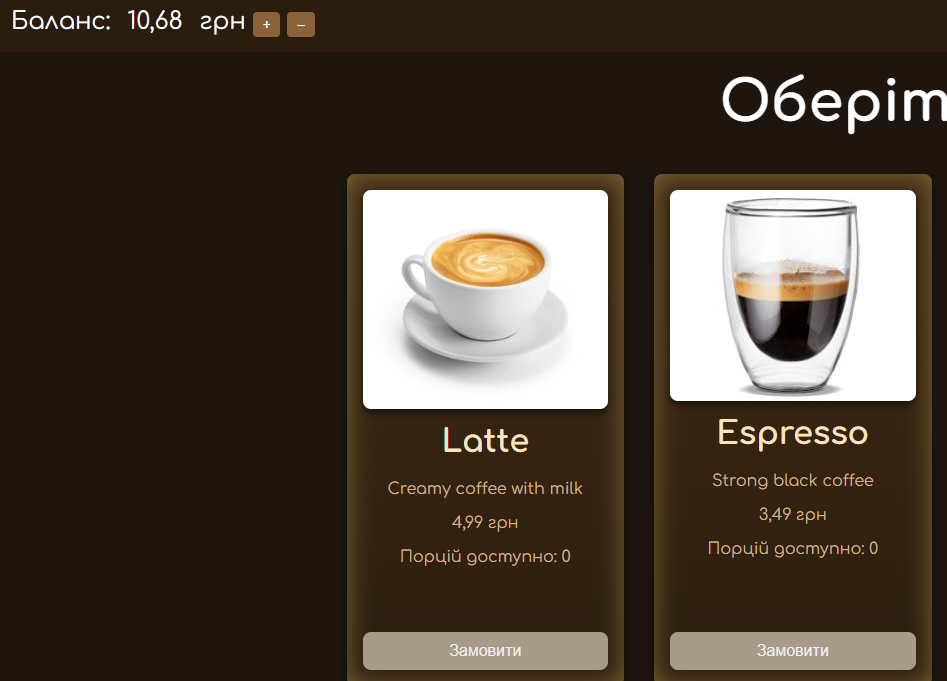 Баланс: 10,68 грн + –
Оберіт
Latte
Creamy coffee with milk
4,99 грн
Порцій доступно: 0
Замовити
Espresso
Strong black coffee
3,49 грн
Порцій доступно: 0
Замовити